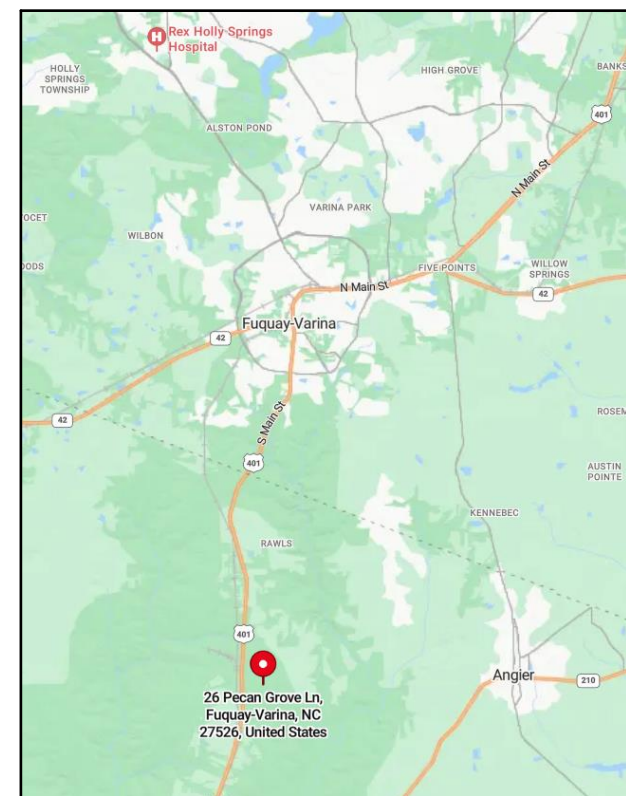 Rex Holly Springs
Hospital
HOLLY
SPRINGS
TOWNSHIP
HIGH GROVE
BANKS
401
ALSTON POND
N Main St
OCET
VARINA PARK
WILBON
OODS
FIVE POINTS
WILLOW
SPRINGS
N Main St
42
Fuquay-Varina
42
42
S Main St
ROSEM
401
AUSTIN
POINTE
KENNEBEC
RAWLS
401
Angier
210
26 Pecan Grove Ln,
Fuquay-Varina, NC
27526, United States